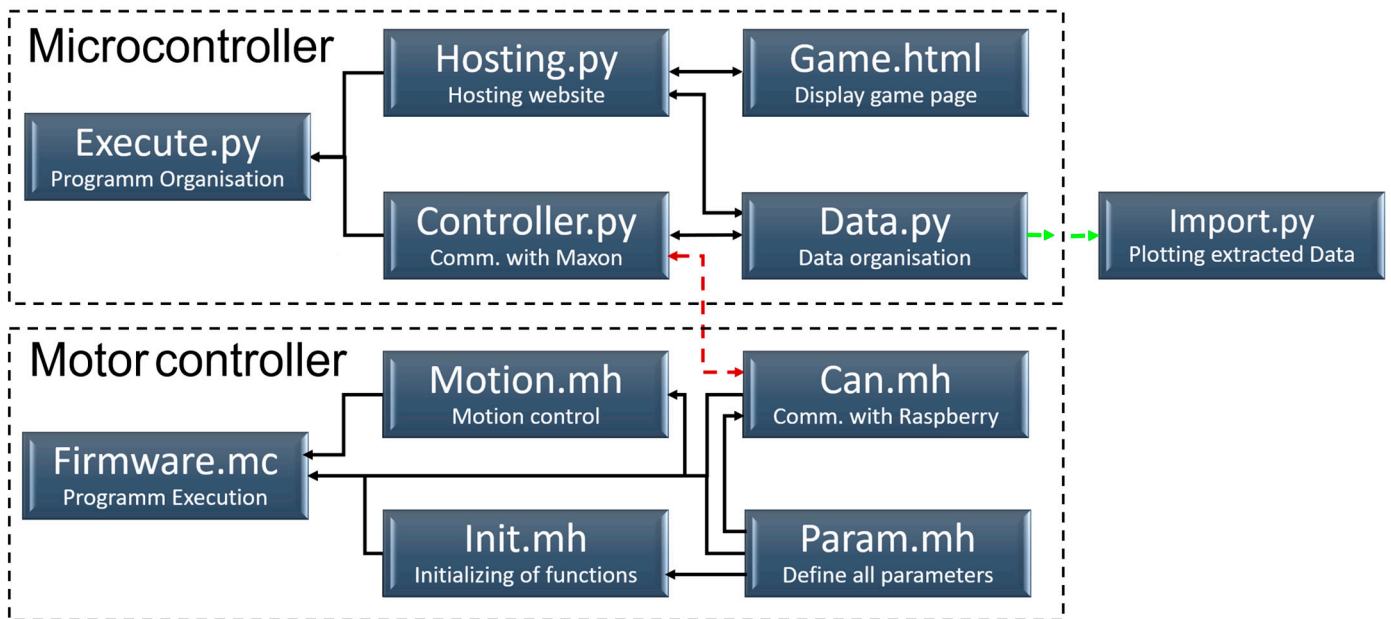 Microcontroller
Hosting.py
Hosting website
Game.html
Display game page
Execute.py
Programm Organisation
Controller.py
Comm. with Maxon
Data.py
Data organisation
Import.py
Plotting extracted Data
Motor controller
Motion.mh
Motion control
Can.mh
Comm. with Raspberry
Firmware.mc
Programm Execution
Init.mh
Initializing of functions
Param.mh
Define all parameters